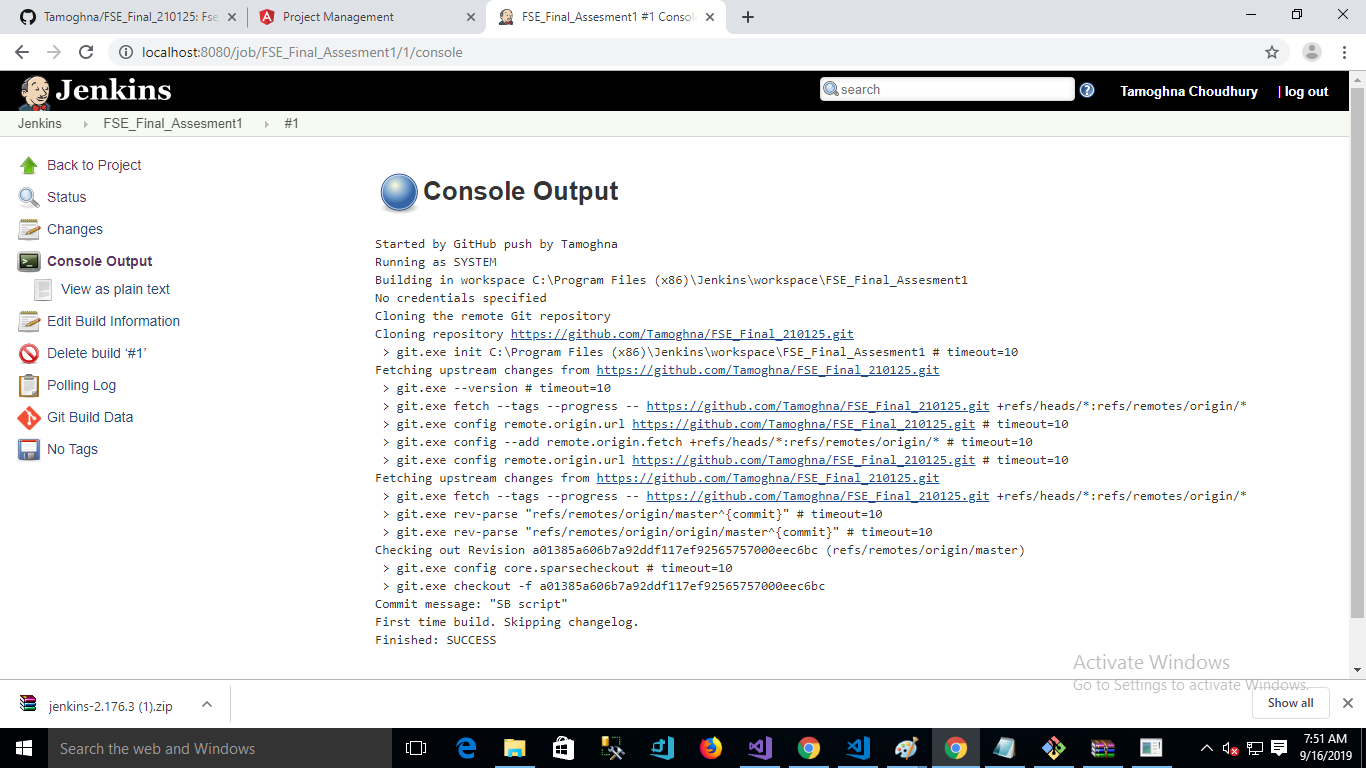 Tamoghna/FSE_Final_210125: Fse
Project Management
FSE_Final_Assesment1 #1 Consol
localhost:8080/job/FSE_Final_Assesment1/1/console
Jenkins
search
Tamoghna Choudhury
| log out
Jenkins
FSE_Final_Assesment1
#1
Back to Project
Status
Changes
Console Output
View as plain text
Edit Build Information
Delete build ‘#1’
Polling Log
Git Build Data
No Tags
Console Output
Started by GitHub push by Tamoghna
Running as SYSTEM
Building in workspace C:\Program Files (x86)\Jenkins\workspace\FSE_Final_Assesment1
No credentials specified
Cloning the remote Git repository
Cloning repository https://github.com/Tamoghna/FSE_Final_210125.git
> git.exe init C:\Program Files (x86)\Jenkins\workspace\FSE_Final_Assesment1 # timeout=10
Fetching upstream changes from https://github.com/Tamoghna/FSE_Final_210125.git
> git.exe --version # timeout=10
> git.exe fetch --tags --progress -- https://github.com/Tamoghna/FSE_Final_210125.git +refs/heads/*:refs/remotes/origin/*
> git.exe config remote.origin.url https://github.com/Tamoghna/FSE_Final_210125.git # timeout=10
> git.exe config --add remote.origin.fetch +refs/heads/*:refs/remotes/origin/* # timeout=10
> git.exe config remote.origin.url https://github.com/Tamoghna/FSE_Final_210125.git # timeout=10
Fetching upstream changes from https://github.com/Tamoghna/FSE_Final_210125.git
> git.exe fetch --tags --progress -- https://github.com/Tamoghna/FSE_Final_210125.git +refs/heads/*:refs/remotes/origin/*
> git.exe rev-parse "refs/remotes/origin/master^{commit}" # timeout=10
> git.exe rev-parse "refs/remotes/origin/origin/master^{commit}" # timeout=10
Checking out Revision a01385a606b7a92ddf117ef92565757000eec6bc (refs/remotes/origin/master)
> git.exe config core.sparsecheckout # timeout=10
> git.exe checkout -f a01385a606b7a92ddf117ef92565757000eec6bc
Commit message: "SB script"
First time build. Skipping changelog.
Finished: SUCCESS
Activate Windows
Go to Settings to activate Windows.
jenkins-2.176.3 (1).zip
Show all
Search the web and Windows
7:51 AM
9/16/2019